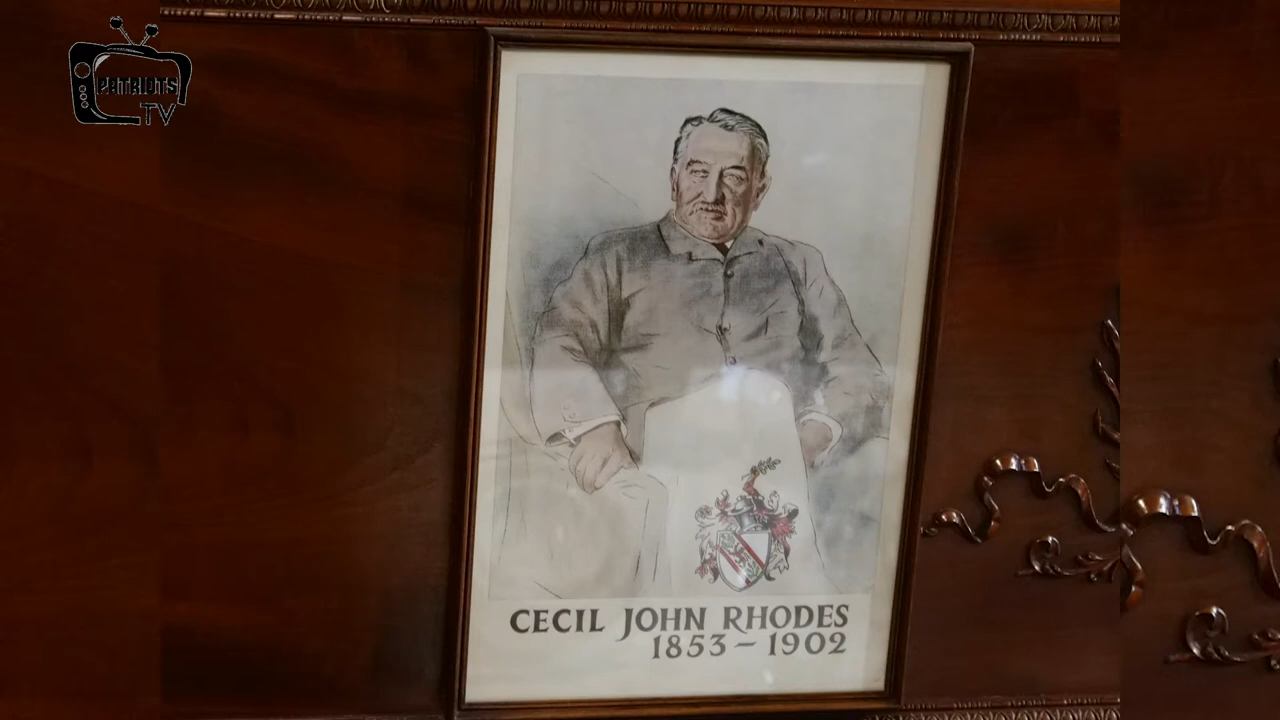 PATRIOTS
TV
CECIL JOHN RHODES
1853 – 1902